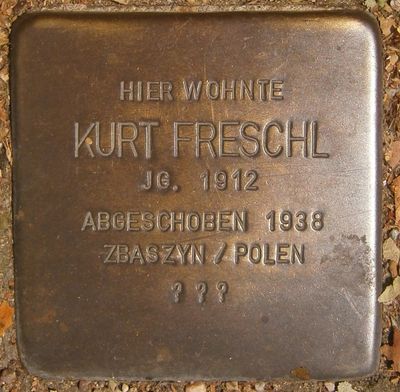 HIER WOHNTE
KURT FRESCHL
JG. 1912
ABGESCHOBEN 1938
ZBASZYN / POLEN
? ? ?